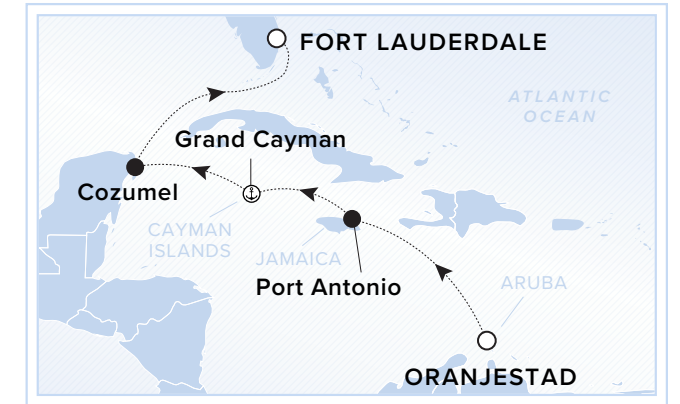 FORT LAUDERDALE
ATLANTIC
OCEAN
Grand Cayman
Cozumel
CAYMAN
ISLANDS
JAMAICA
Port Antonio
ARUBA
ORANJESTAD